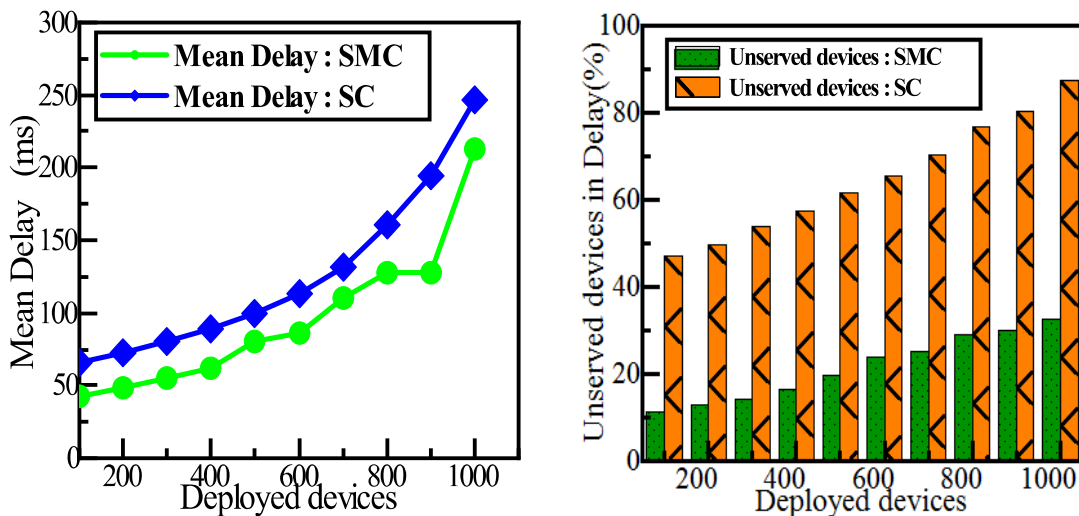 300
250
200
150
100
50
0
Mean Delay (ms)
Mean Delay : SMC
Mean Delay : SC
200 400 600 800 1000
Deployed devices
100
80
60
40
20
0
Unserved devices in Delay(%)
Unserved devices : SMC
Unserved devices : SC
200 400 600 800 1000
Deployed devices